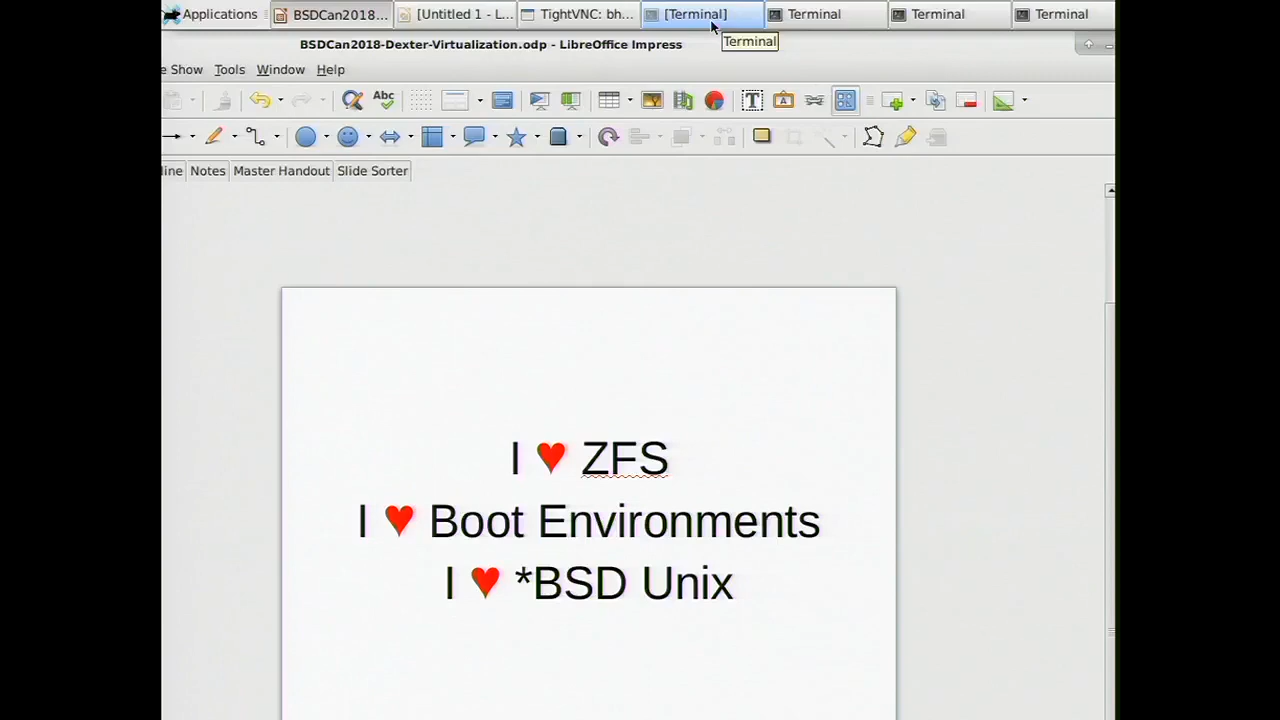 Applications
BSDCan2018...
[Untitled 1 - L...
TightVNC: bh...
[Terminal]
Terminal
Terminal
Terminal
Terminal
BSDCan2018-Dexter-Virtualization.odp - LibreOffice Impress
e Show Tools Window Help
Abc
T
A
line Notes Master Handout Slide Sorter
I ♥ ZFS
I ♥ Boot Environments
I ♥ *BSD Unix